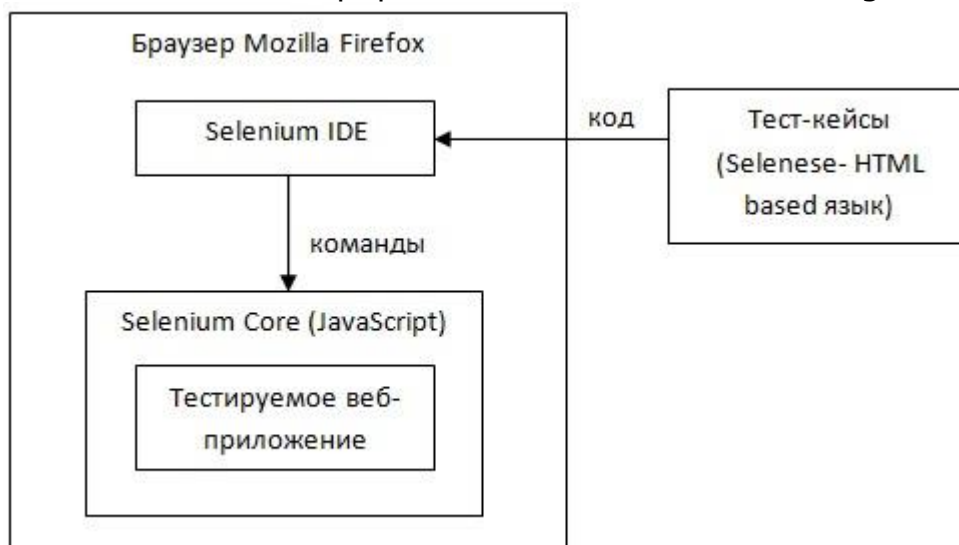 Браузер Mozilla Firefox
Selenium IDE
код
Тест-кейсы
(Selenese- HTML
based язык)
команды
Selenium Core (JavaScript)
Тестируемое веб-
приложение